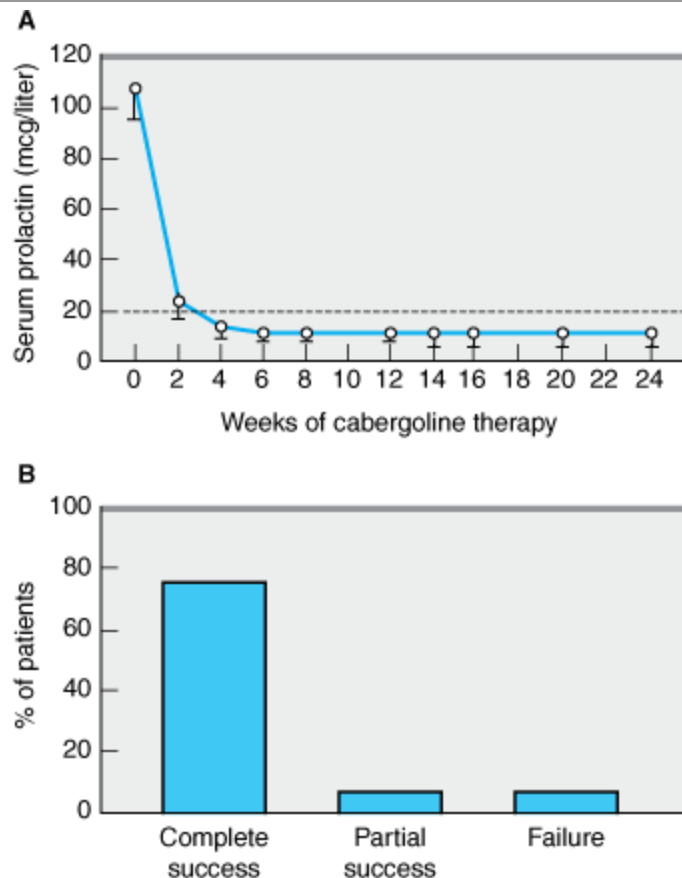 A
Serum prolactin (mcg/liter)
120
100
80
60
40
20
0
0 2 4 6 8 10 12 14 16 18 20 22 24
Weeks of cabergoline therapy
B
% of patients
100
80
60
40
20
0
Complete success
Partial success
Failure